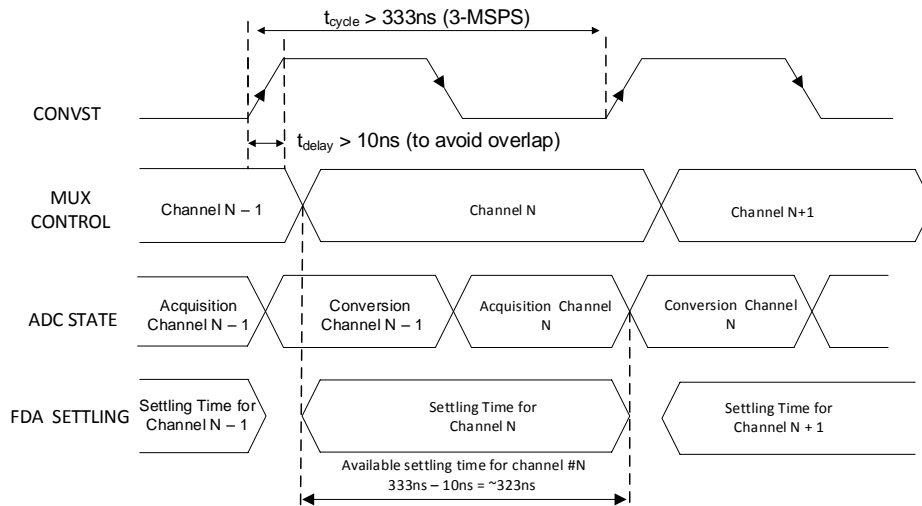 tcycle > 333ns (3-MSPS)
CONVST
tdelay > 10ns (to avoid overlap)
MUX
CONTROL
Channel N – 1
Channel N
Channel N+1
ADC STATE
Acquisition
Channel N – 1
Conversion
Channel N – 1
Acquisition Channel
N
Conversion Channel
N
FDA SETTLING
Settling Time for
Channel N – 1
Settling Time for
Channel N
Settling Time for
Channel N + 1
Available settling time for channel #N
333ns – 10ns = ~323ns